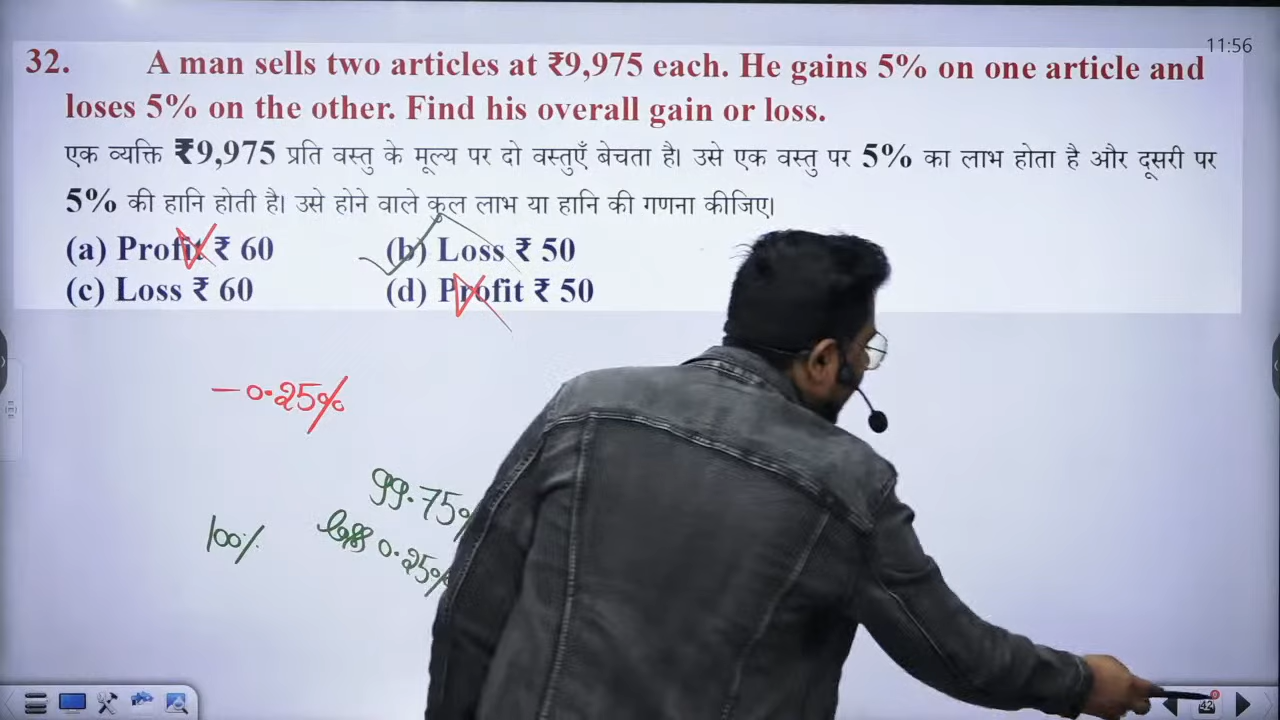 11:56
32. A man sells two articles at ₹9,975 each. He gains 5% on one article and
loses 5% on the other. Find his overall gain or loss.
एक व्यक्ति ₹9,975 प्रति वस्तु के मूल्य पर दो वस्तुएँ बेचता है। उसे एक वस्तु पर 5% का लाभ होता है और दूसरी पर
5% की हानि होती है। उसे होने वाले कुल लाभ या हानि की गणना कीजिए।
(a) Profit ₹ 60 (b) Loss ₹ 50
(c) Loss ₹ 60 (d) Profit ₹ 50
-0.25%
99.75%
100% loss 0.25%
42